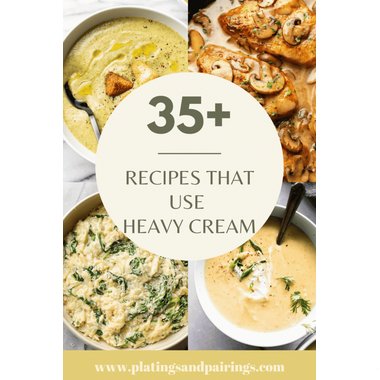 35+
RECIPES THAT
USE
HEAVY CREAM
www.platingsandpairings.com